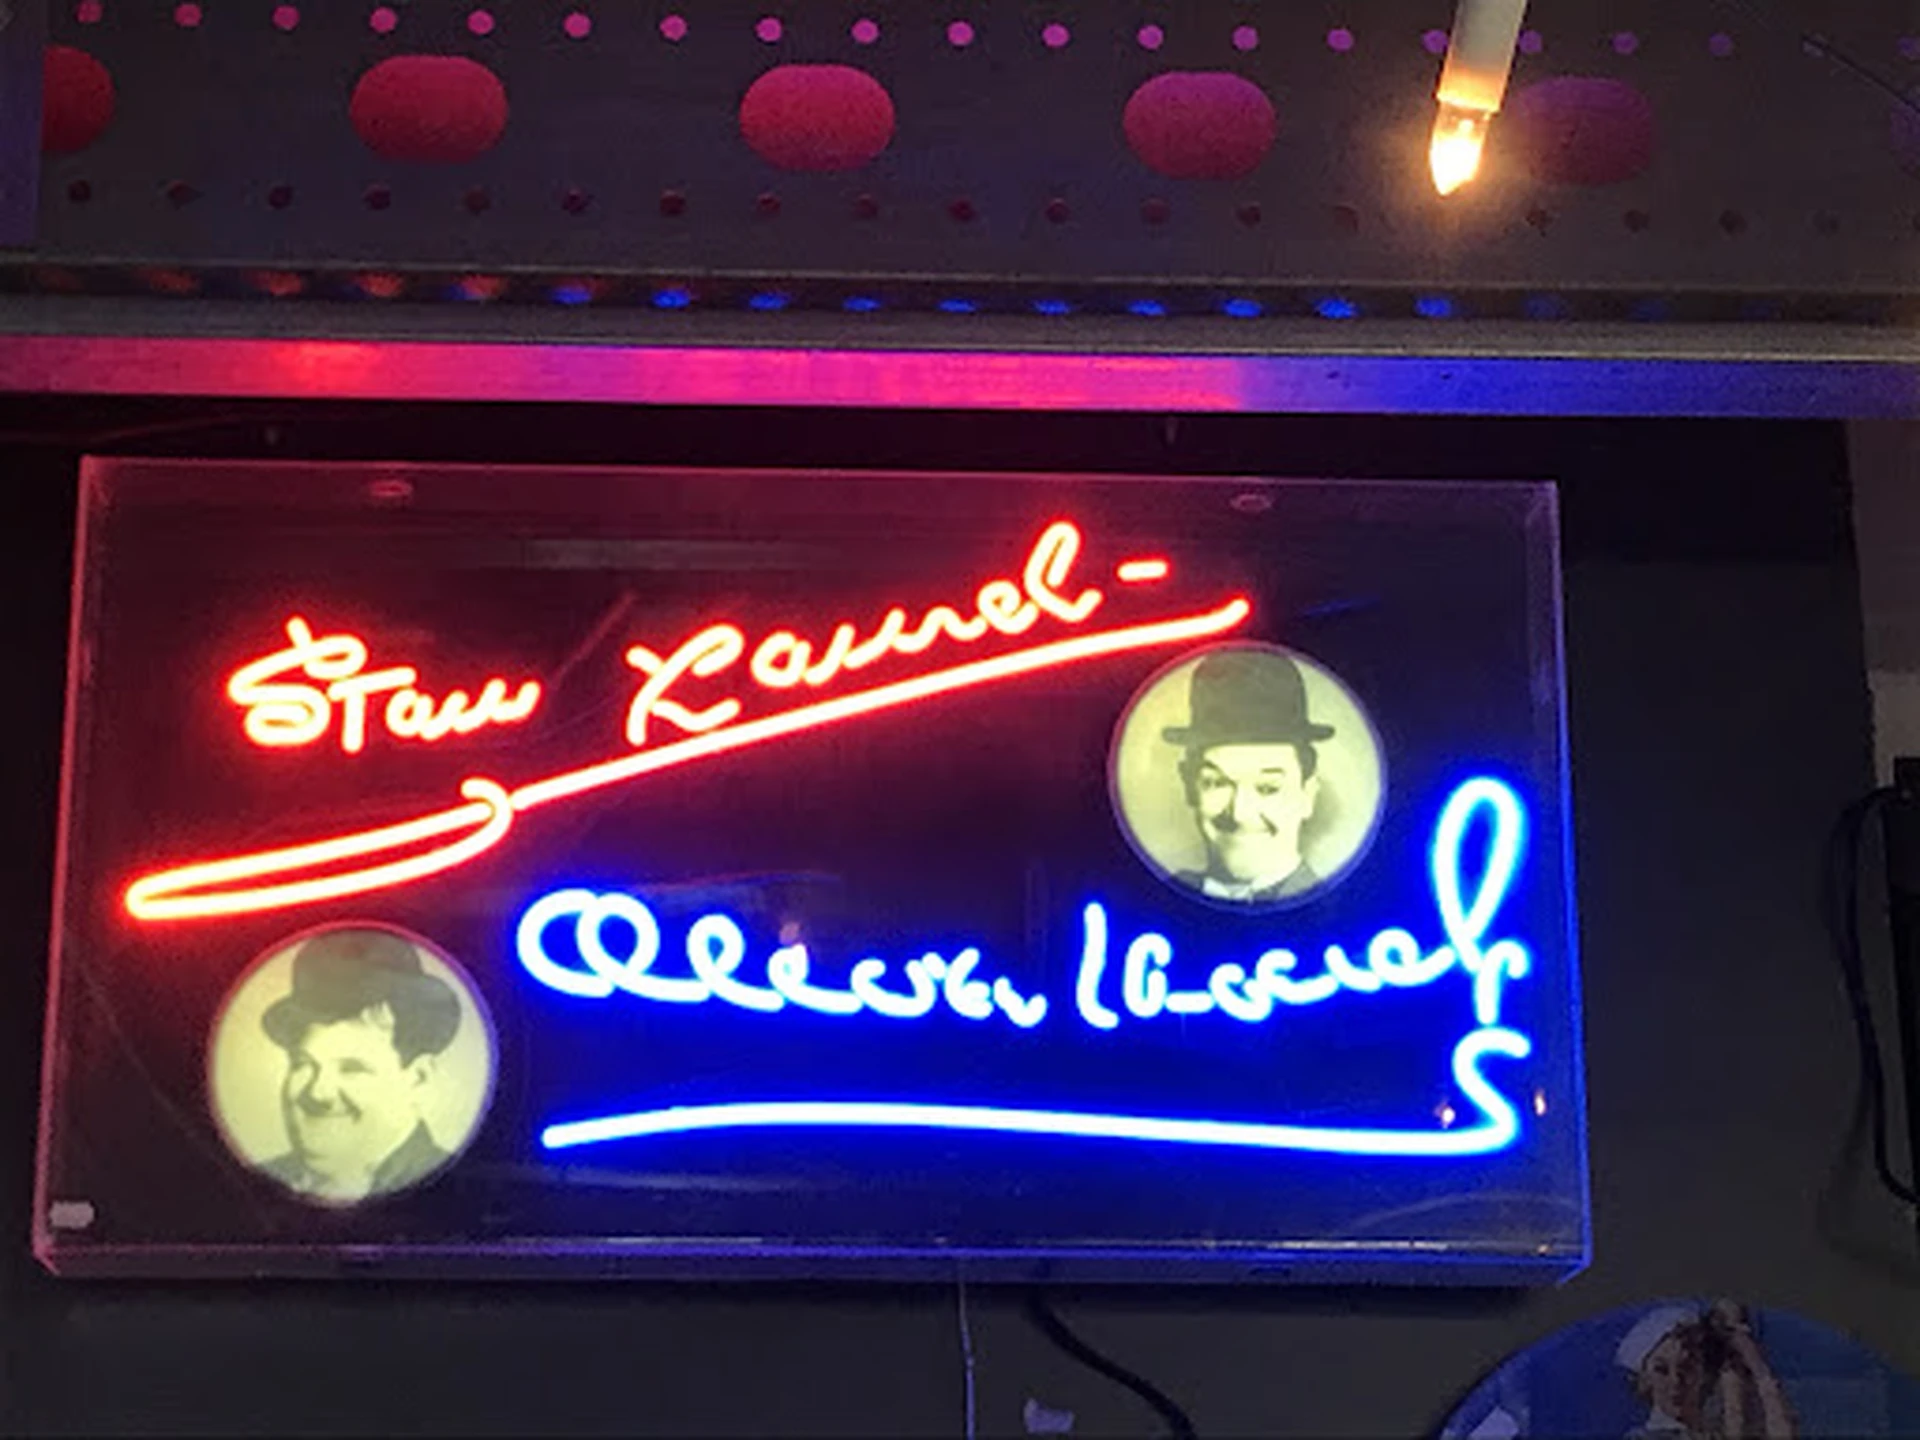 Stan Laurel -
Oliver Hardy